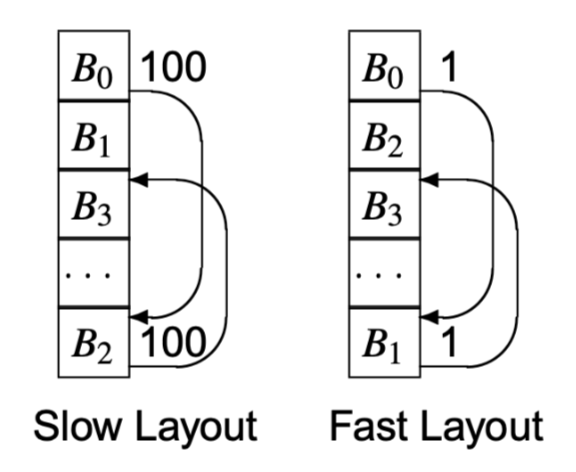 B₀ 100 B₀ 1
B₁ B₂
B₃ B₃
... ...
B₂ 100 B₁ 1
Slow Layout Fast Layout